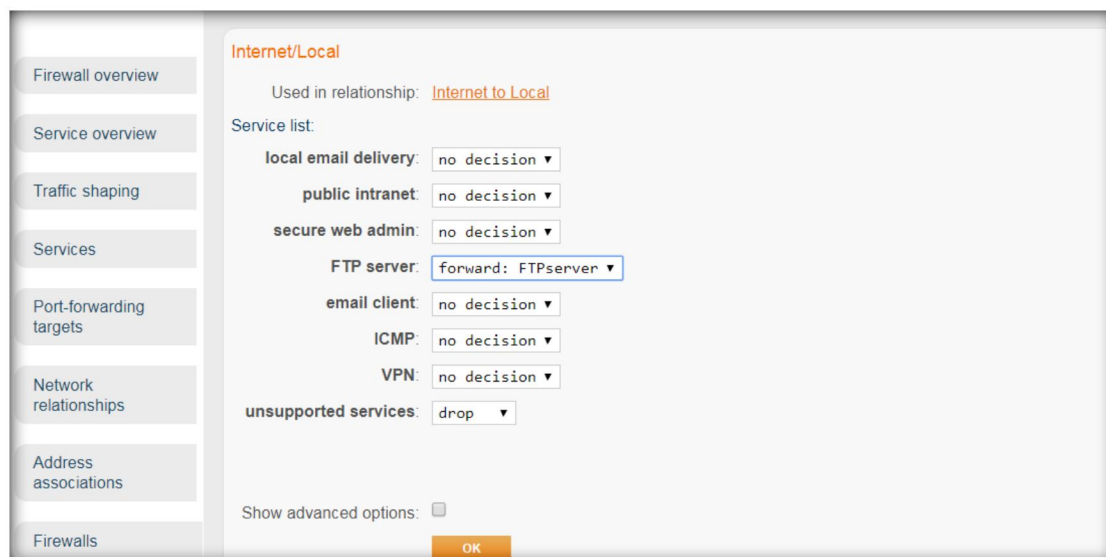 Internet/Local
Used in relationship: Internet to Local
Service list:
local email delivery: no decision
public intranet: no decision
secure web admin: no decision
FTP server: forward: FTPserver
email client: no decision
ICMP: no decision
VPN: no decision
unsupported services: drop
Show advanced options:
OK
Firewall overview
Service overview
Traffic shaping
Services
Port-forwarding
targets
Network
relationships
Address
associations
Firewalls